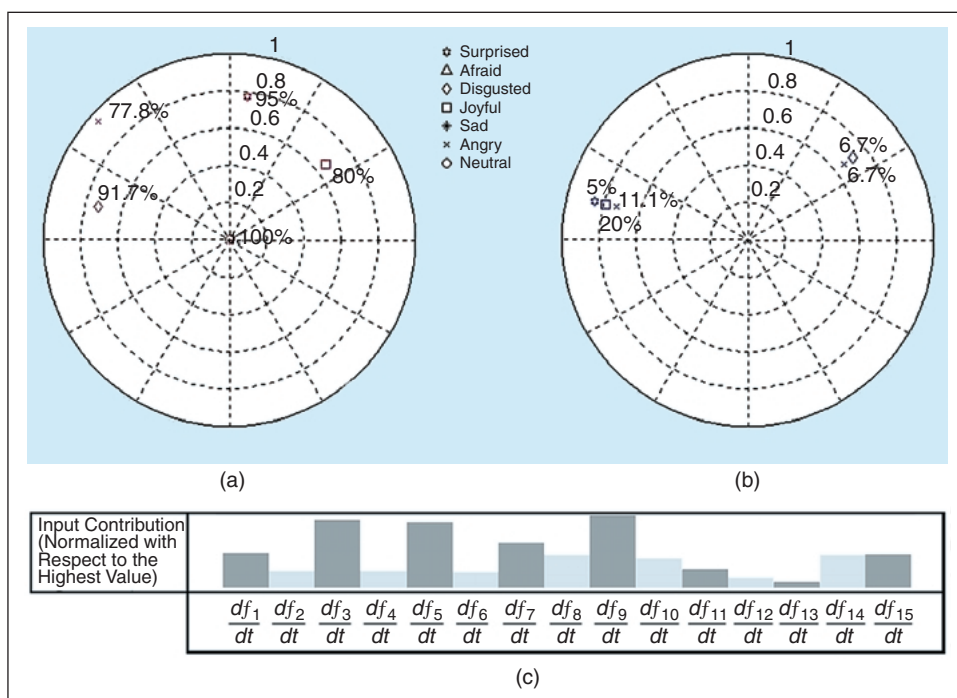 1
0.8
0.6
0.4
0.2
77.8%
95%
91.7%
80%
100%
Surprised
Afraid
Disgusted
Joyful
Sad
Angry
Neutral
1
0.8
0.6
0.4
0.2
6.7%
6.7%
5%
11.1%
20%
(a)
(b)
Input Contribution
(Normalized with
Respect to the
Highest Value)
df1/dt df2/dt df3/dt df4/dt df5/dt df6/dt df7/dt df8/dt df9/dt df10/dt df11/dt df12/dt df13/dt df14/dt df15/dt
(c)